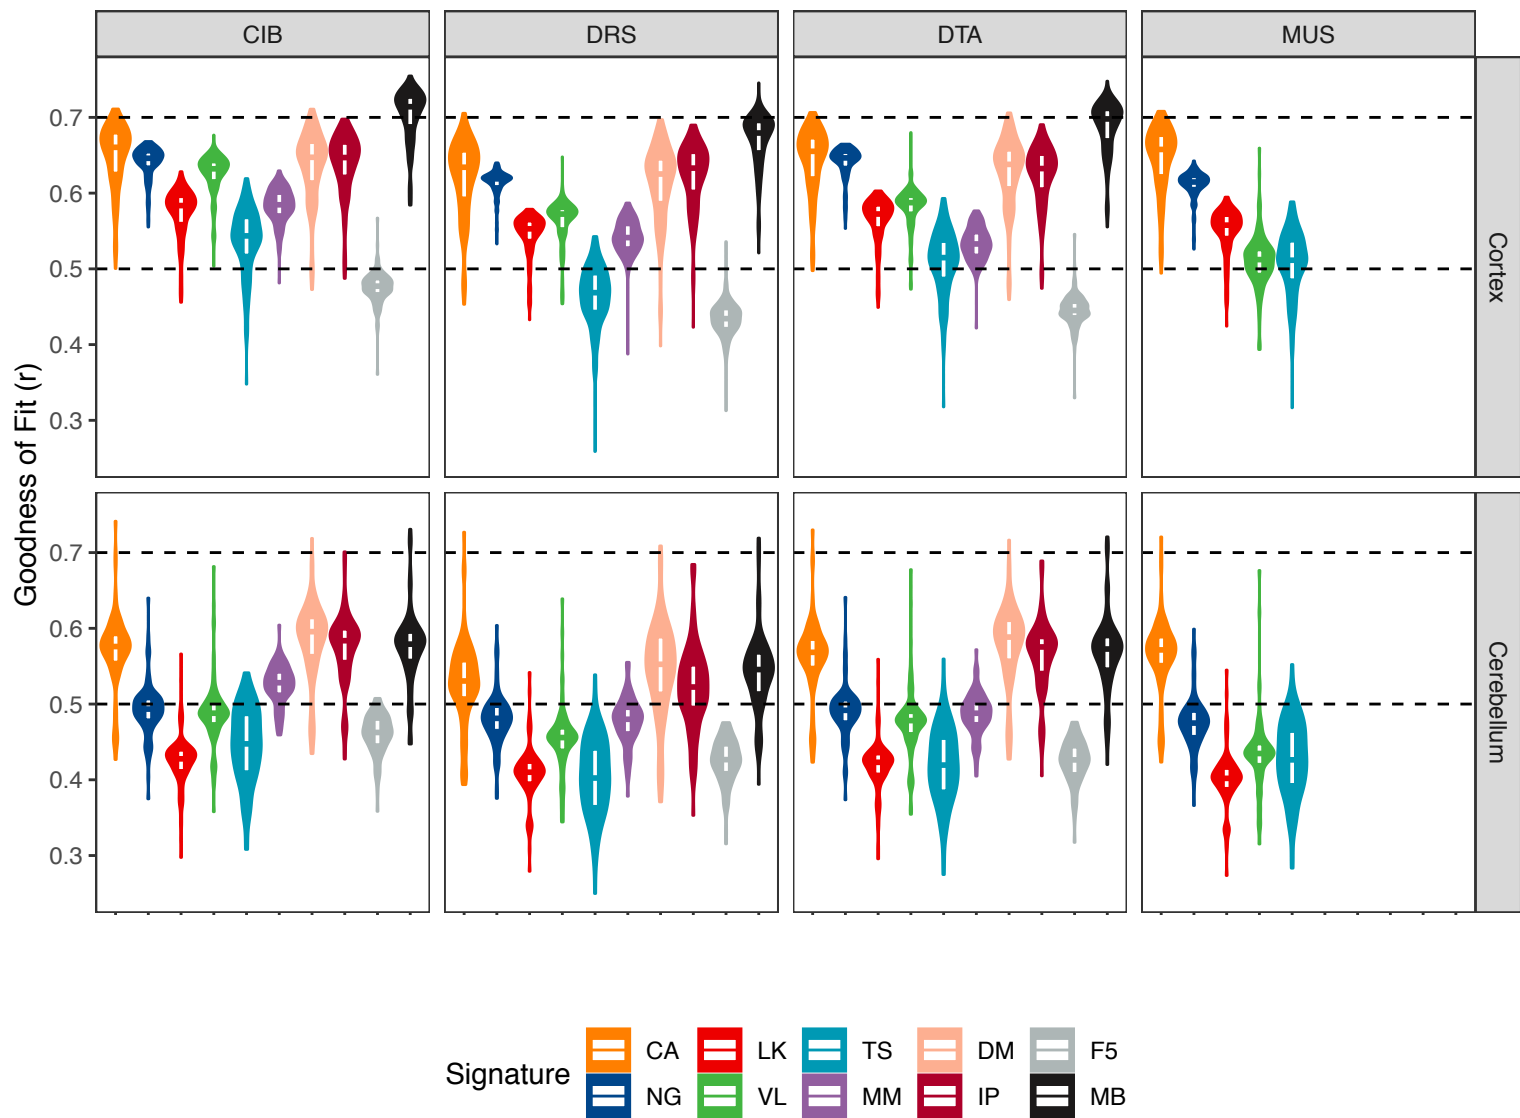 CIB DRS DTA MUS
Goodness of Fit (r)
0.7
0.6
0.5
0.4
0.3
Cortex
0.7
0.6
0.5
0.4
0.3
Cerebellum
Signature
CA LK TS DM F5
NG VL MM IP MB